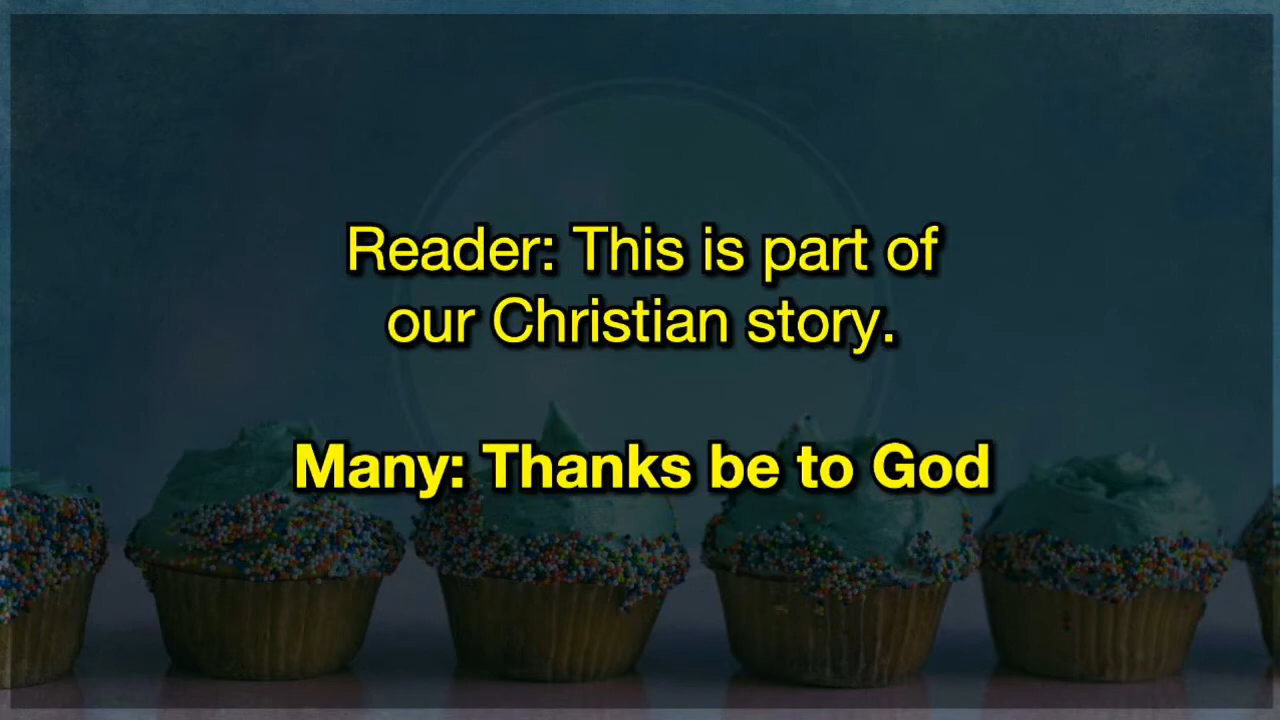 Reader: This is part of
our Christian story.
Many: Thanks be to God